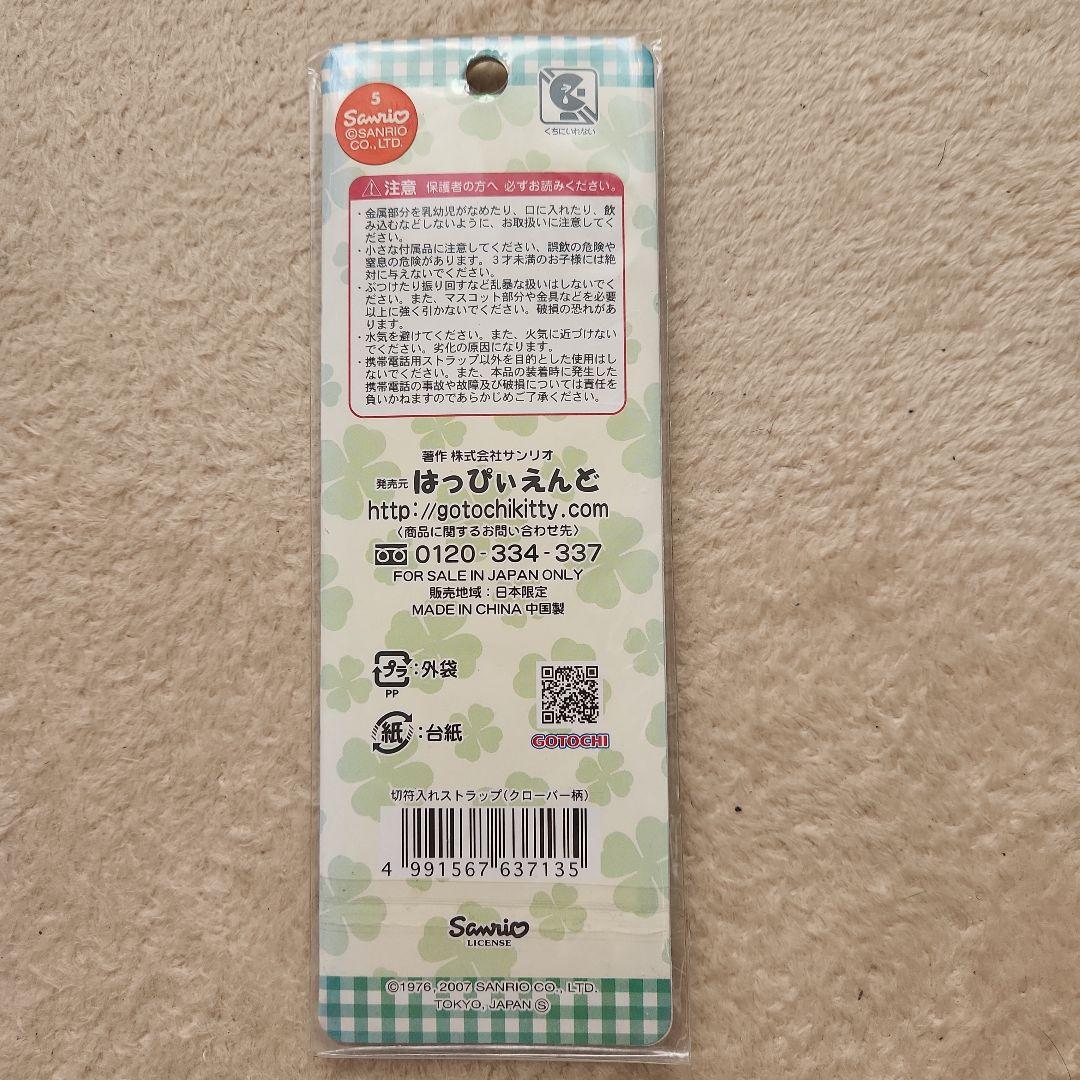 5
Sanrio
©SANRIO
CO., LTD.
くちにいれない
注意 保護者の方へ 必ずお読みください。
・金属部分を乳幼児がなめたり、口に入れたり、飲
み込むなどしないように、お取扱いに注意してく
ださい。
・小さな付属品に注意してください、誤飲の危険や
窒息の危険があります。3才未満のお子様には絶
対に与えないでください。
・ぶつけたり振り回すなど乱暴な扱いはしないでく
ださい。また、マスコット部分や金具などを必要
以上に強く引かないでください。破損の恐れがあ
ります。
・水気を避けてください。また、火気に近づけない
でください。劣化の原因になります。
・携帯電話用ストラップ以外を目的とした使用はし
ないでください。また、本品の装着時に発生した
携帯電話の事故や故障及び破損については責任を
負いかねますのであらかじめご了承ください。
著作 株式会社サンリオ
発売元 はっぴぃえんど
http://gotochikitty.com
〈商品に関するお問い合わせ先〉
0120-334-337
FOR SALE IN JAPAN ONLY
販売地域：日本限定
MADE IN CHINA 中国製
プラ：外袋
PP
紙：台紙
GOTOCHI
切符入れストラップ(クローバー柄)
4 991567 637135
Sanrio
LICENSE
©1976, 2007 SANRIO CO., LTD.
TOKYO, JAPAN Ⓢ